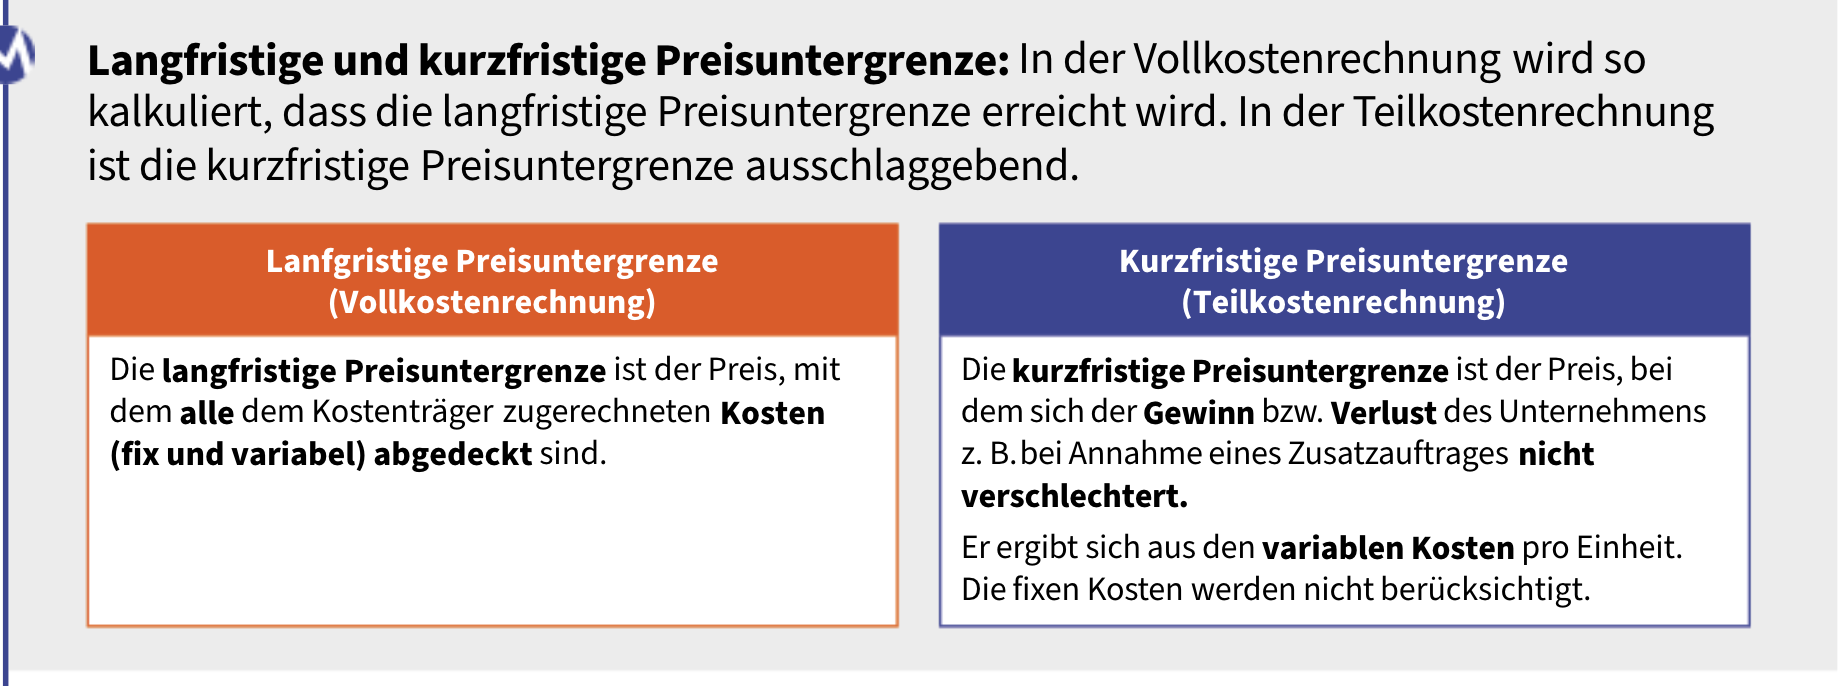 Langfristige und kurzfristige Preisuntergrenze: In der Vollkostenrechnung wird so
kalkuliert, dass die langfristige Preisuntergrenze erreicht wird. In der Teilkostenrechnung
ist die kurzfristige Preisuntergrenze ausschlaggebend.
Lanfgristige Preisuntergrenze
(Vollkostenrechnung)
Die langfristige Preisuntergrenze ist der Preis, mit
dem alle dem Kostenträger zugerechneten Kosten
(fix und variabel) abgedeckt sind.
Kurzfristige Preisuntergrenze
(Teilkostenrechnung)
Die kurzfristige Preisuntergrenze ist der Preis, bei
dem sich der Gewinn bzw. Verlust des Unternehmens
z. B. bei Annahme eines Zusatzauftrages nicht
verschlechtert.
Er ergibt sich aus den variablen Kosten pro Einheit.
Die fixen Kosten werden nicht berücksichtigt.